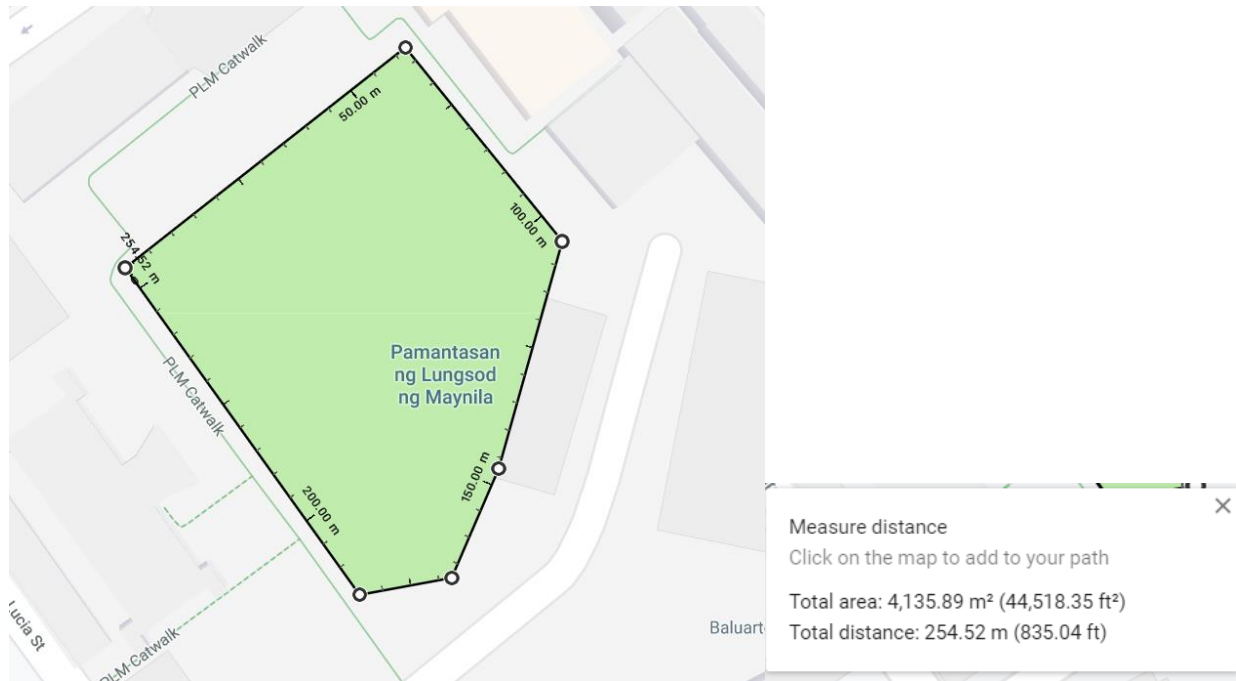 PLM Catwalk
50.00 m
100.00 m
254.52 m
Pamantasan
ng Lungsod
ng Maynila
PLM Catwalk
150.00 m
200.00 m
Lucia St
PLM Catwalk
Baluart
Measure distance
Click on the map to add to your path
Total area: 4,135.89 m² (44,518.35 ft²)
Total distance: 254.52 m (835.04 ft)